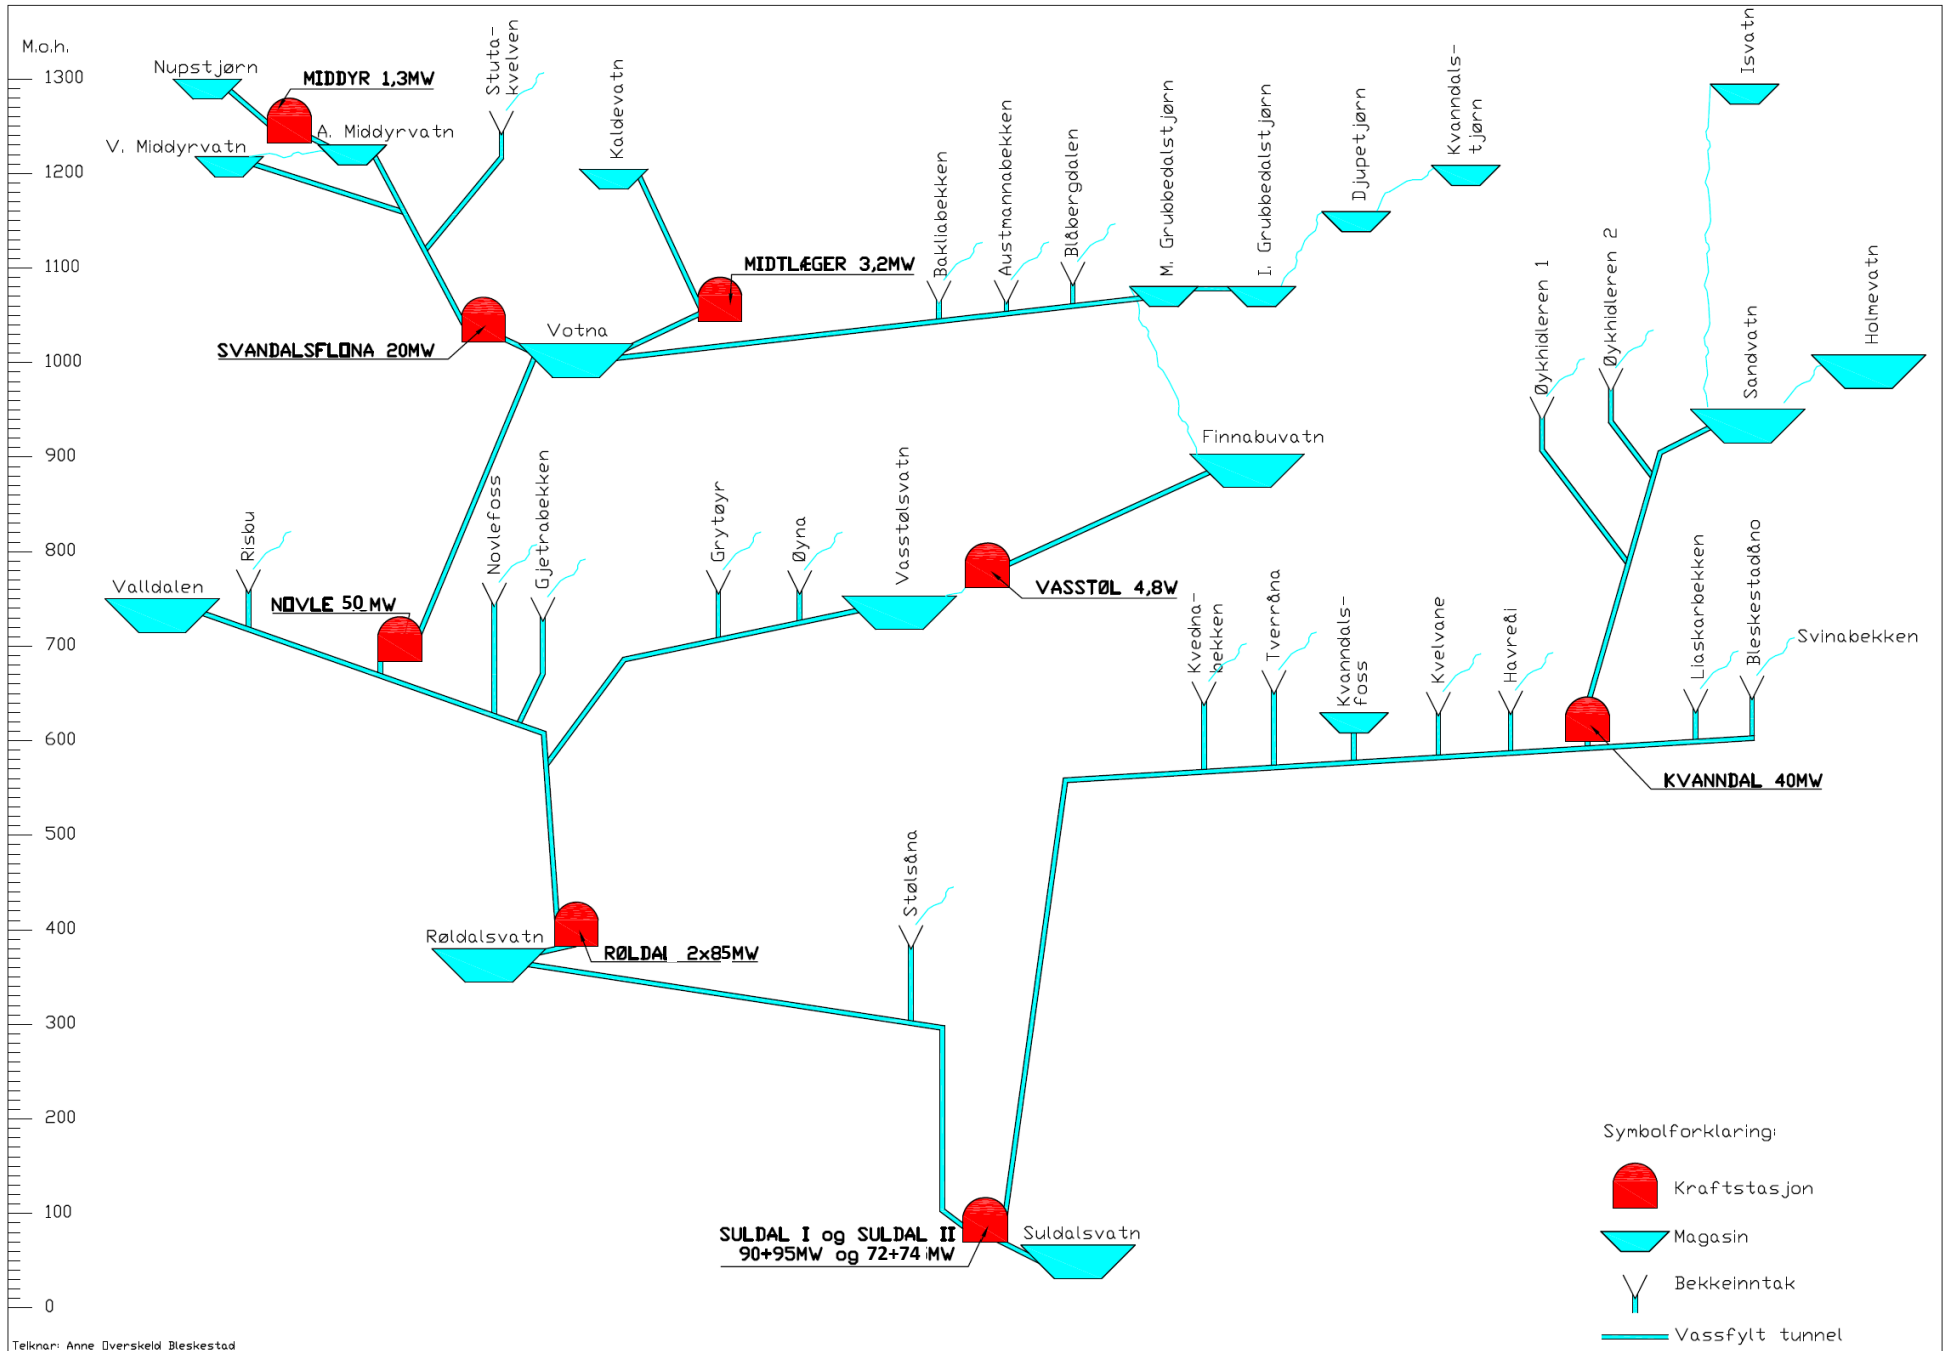 M.o.h.
1300
1200
1100
1000
900
800
700
600
500
400
300
200
100
0
Nupstjørn
MIDDYR 1,3MW
V. Middyrvatn
A. Middyrvatn
Stuta-
kvelven
Kaldevatn
MIDTLÆGER 3,2MW
SVANDALSFLONA 20MW
Votna
Bakliabekken
Austmannabekken
Blåbergdalen
M. Grubbedalstjørn
I. Grubbedalstjørn
Djupetjørn
Kvanndals-
tjørn
Isvatn
Øykhidleren 1
Øykhidleren 2
Sandvatn
Holmevatn
Finnabuvatn
Valldalen
Risbu
NOVLE 50 MW
Novlefoss
Gjetrabekken
Grytøyr
Øyna
Vasstølsvatn
VASSTØL 4,8W
Kvedna-
bekken
Tverråna
Kvanndals-
foss
Kvelvane
Havreåi
Liaskarbekken
Bleskestadåno
Svinabekken
KVANNDAL 40MW
Røldalsvatn
RØLDAL 2x85MW
Stølsåna
SULDAL I og SULDAL II
90+95MW og 72+74 MW
Suldalsvatn
Symbolforklaring:
Kraftstasjon
Magasin
Bekkeinntak
Vassfylt tunnel
Teiknar: Anne Overskeid Bleskestad